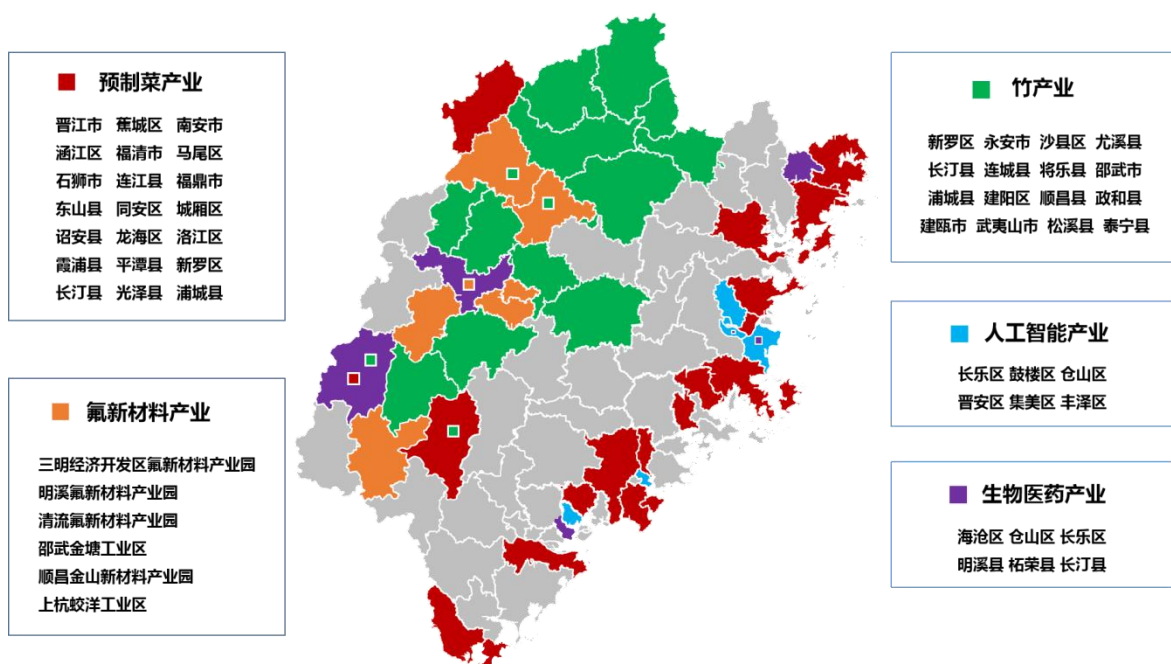 预制菜产业
晋江市 蕉城区 南安市
涵江区 福清市 马尾区
石狮市 连江县 福鼎市
东山县 同安区 城厢区
诏安县 龙海区 洛江区
霞浦县 平潭县 新罗区
长汀县 光泽县 浦城县
氟新材料产业
三明经济开发区氟新材料产业园
明溪氟新材料产业园
清流氟新材料产业园
邵武金塘工业区
顺昌金山新材料产业园
上杭蛟洋工业区
竹产业
新罗区 永安市 沙县区 尤溪县
长汀县 连城县 将乐县 邵武市
浦城县 建阳区 顺昌县 政和县
建瓯市 武夷山市 松溪县 泰宁县
人工智能产业
长乐区 鼓楼区 仓山区
晋安区 集美区 丰泽区
生物医药产业
海沧区 仓山区 长乐区
明溪县 柘荣县 长汀县